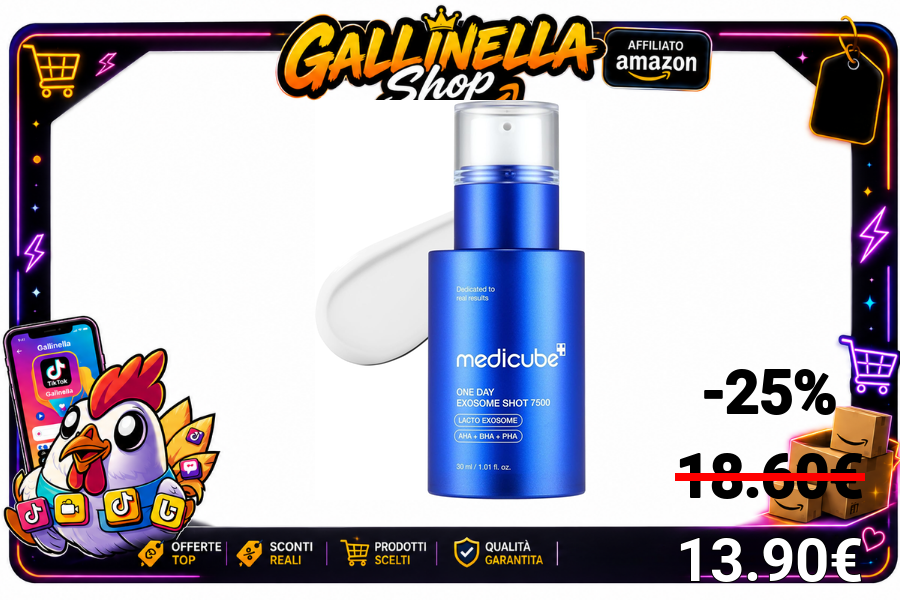 GALLINELLA
Shop
AFFILIATO
amazon
Gallinella
TikTok
Gallinella
Dedicated to
real results
medicube
ONE DAY
EXOSOME SHOT 7500
LACTO EXOSOME
AHA + BHA + PHA
30 ml / 1.01 fl. oz.
-25%
18.60€
13.90€
OFFERTE
TOP
SCONTI
REALI
PRODOTTI
SCELTI
QUALITÀ
GARANTITA